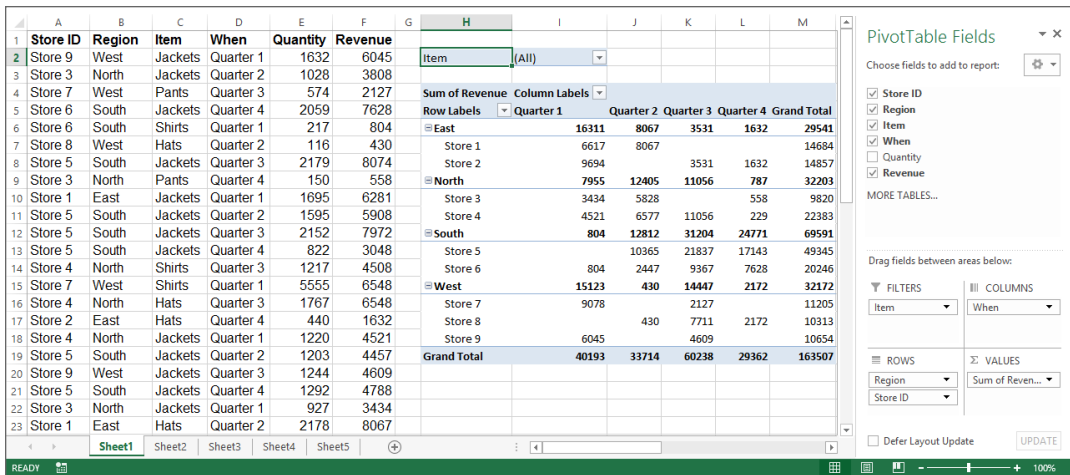 A B C D E F G H I J K L M
1 Store ID Region Item When Quantity Revenue
2 Store 9 West Jackets Quarter 1 1632 6045 Item (All)
3 Store 3 North Jackets Quarter 2 1028 3808
4 Store 7 West Pants Quarter 3 574 2127 Sum of Revenue Column Labels
5 Store 6 South Jackets Quarter 4 2059 7628 Row Labels Quarter 1 Quarter 2 Quarter 3 Quarter 4 Grand Total
6 Store 6 South Shirts Quarter 1 217 804 East 16311 8067 3531 1632 29541
7 Store 8 West Hats Quarter 2 116 430 Store 1 6617 8067 14684
8 Store 5 South Jackets Quarter 3 2179 8074 Store 2 9694 3531 1632 14857
9 Store 3 North Pants Quarter 4 150 558 North 7955 12405 11056 787 32203
10 Store 1 East Jackets Quarter 1 1695 6281 Store 3 3434 5828 558 9820
11 Store 5 South Jackets Quarter 2 1595 5908 Store 4 4521 6577 11056 229 22383
12 Store 5 South Jackets Quarter 3 2152 7972 South 804 12812 31204 24771 69591
13 Store 5 South Jackets Quarter 4 822 3048 Store 5 10365 21837 17143 49345
14 Store 4 North Shirts Quarter 3 1217 4508 Store 6 804 2447 9367 7628 20246
15 Store 7 West Shirts Quarter 1 5555 6548 West 15123 430 14447 2172 32172
16 Store 4 North Hats Quarter 3 1767 6548 Store 7 9078 2127 11205
17 Store 2 East Hats Quarter 4 440 1632 Store 8 430 7711 2172 10313
18 Store 4 North Jackets Quarter 1 1220 4521 Store 9 6045 4609 10654
19 Store 5 South Jackets Quarter 2 1203 4457 Grand Total 40193 33714 60238 29362 163507
20 Store 9 West Jackets Quarter 3 1244 4609
21 Store 5 South Jackets Quarter 4 1292 4788
22 Store 3 North Jackets Quarter 1 927 3434
23 Store 1 East Hats Quarter 2 2178 8067
Sheet1 Sheet2 Sheet3 Sheet4 Sheet5
READY 100%
PivotTable Fields
Choose fields to add to report:
Store ID
Region
Item
When
Quantity
Revenue
MORE TABLES...
Drag fields between areas below:
FILTERS COLUMNS
Item When
ROWS Σ VALUES
Region Sum of Reven...
Store ID
Defer Layout Update UPDATE